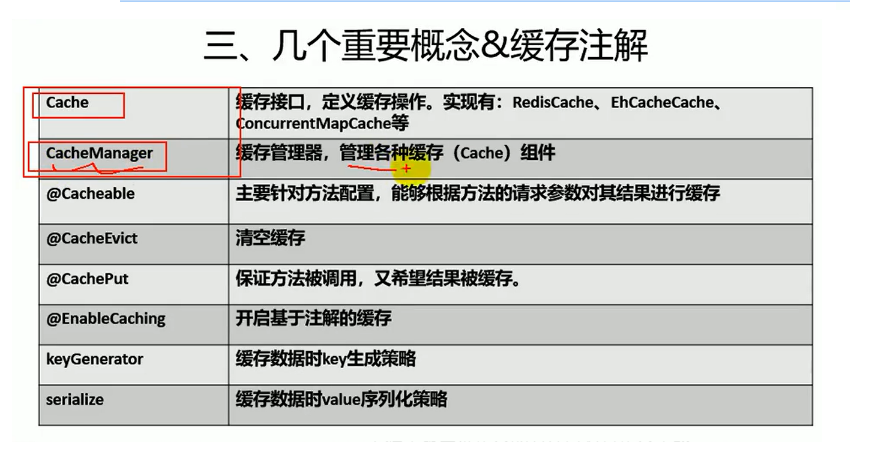 三、几个重要概念&缓存注解
Cache 缓存接口，定义缓存操作。实现有：RedisCache、EhCacheCache、
ConcurrentMapCache等
CacheManager 缓存管理器，管理各种缓存（Cache）组件
@Cacheable 主要针对方法配置，能够根据方法的请求参数对其结果进行缓存
@CacheEvict 清空缓存
@CachePut 保证方法被调用，又希望结果被缓存。
@EnableCaching 开启基于注解的缓存
keyGenerator 缓存数据时key生成策略
serialize 缓存数据时value序列化策略